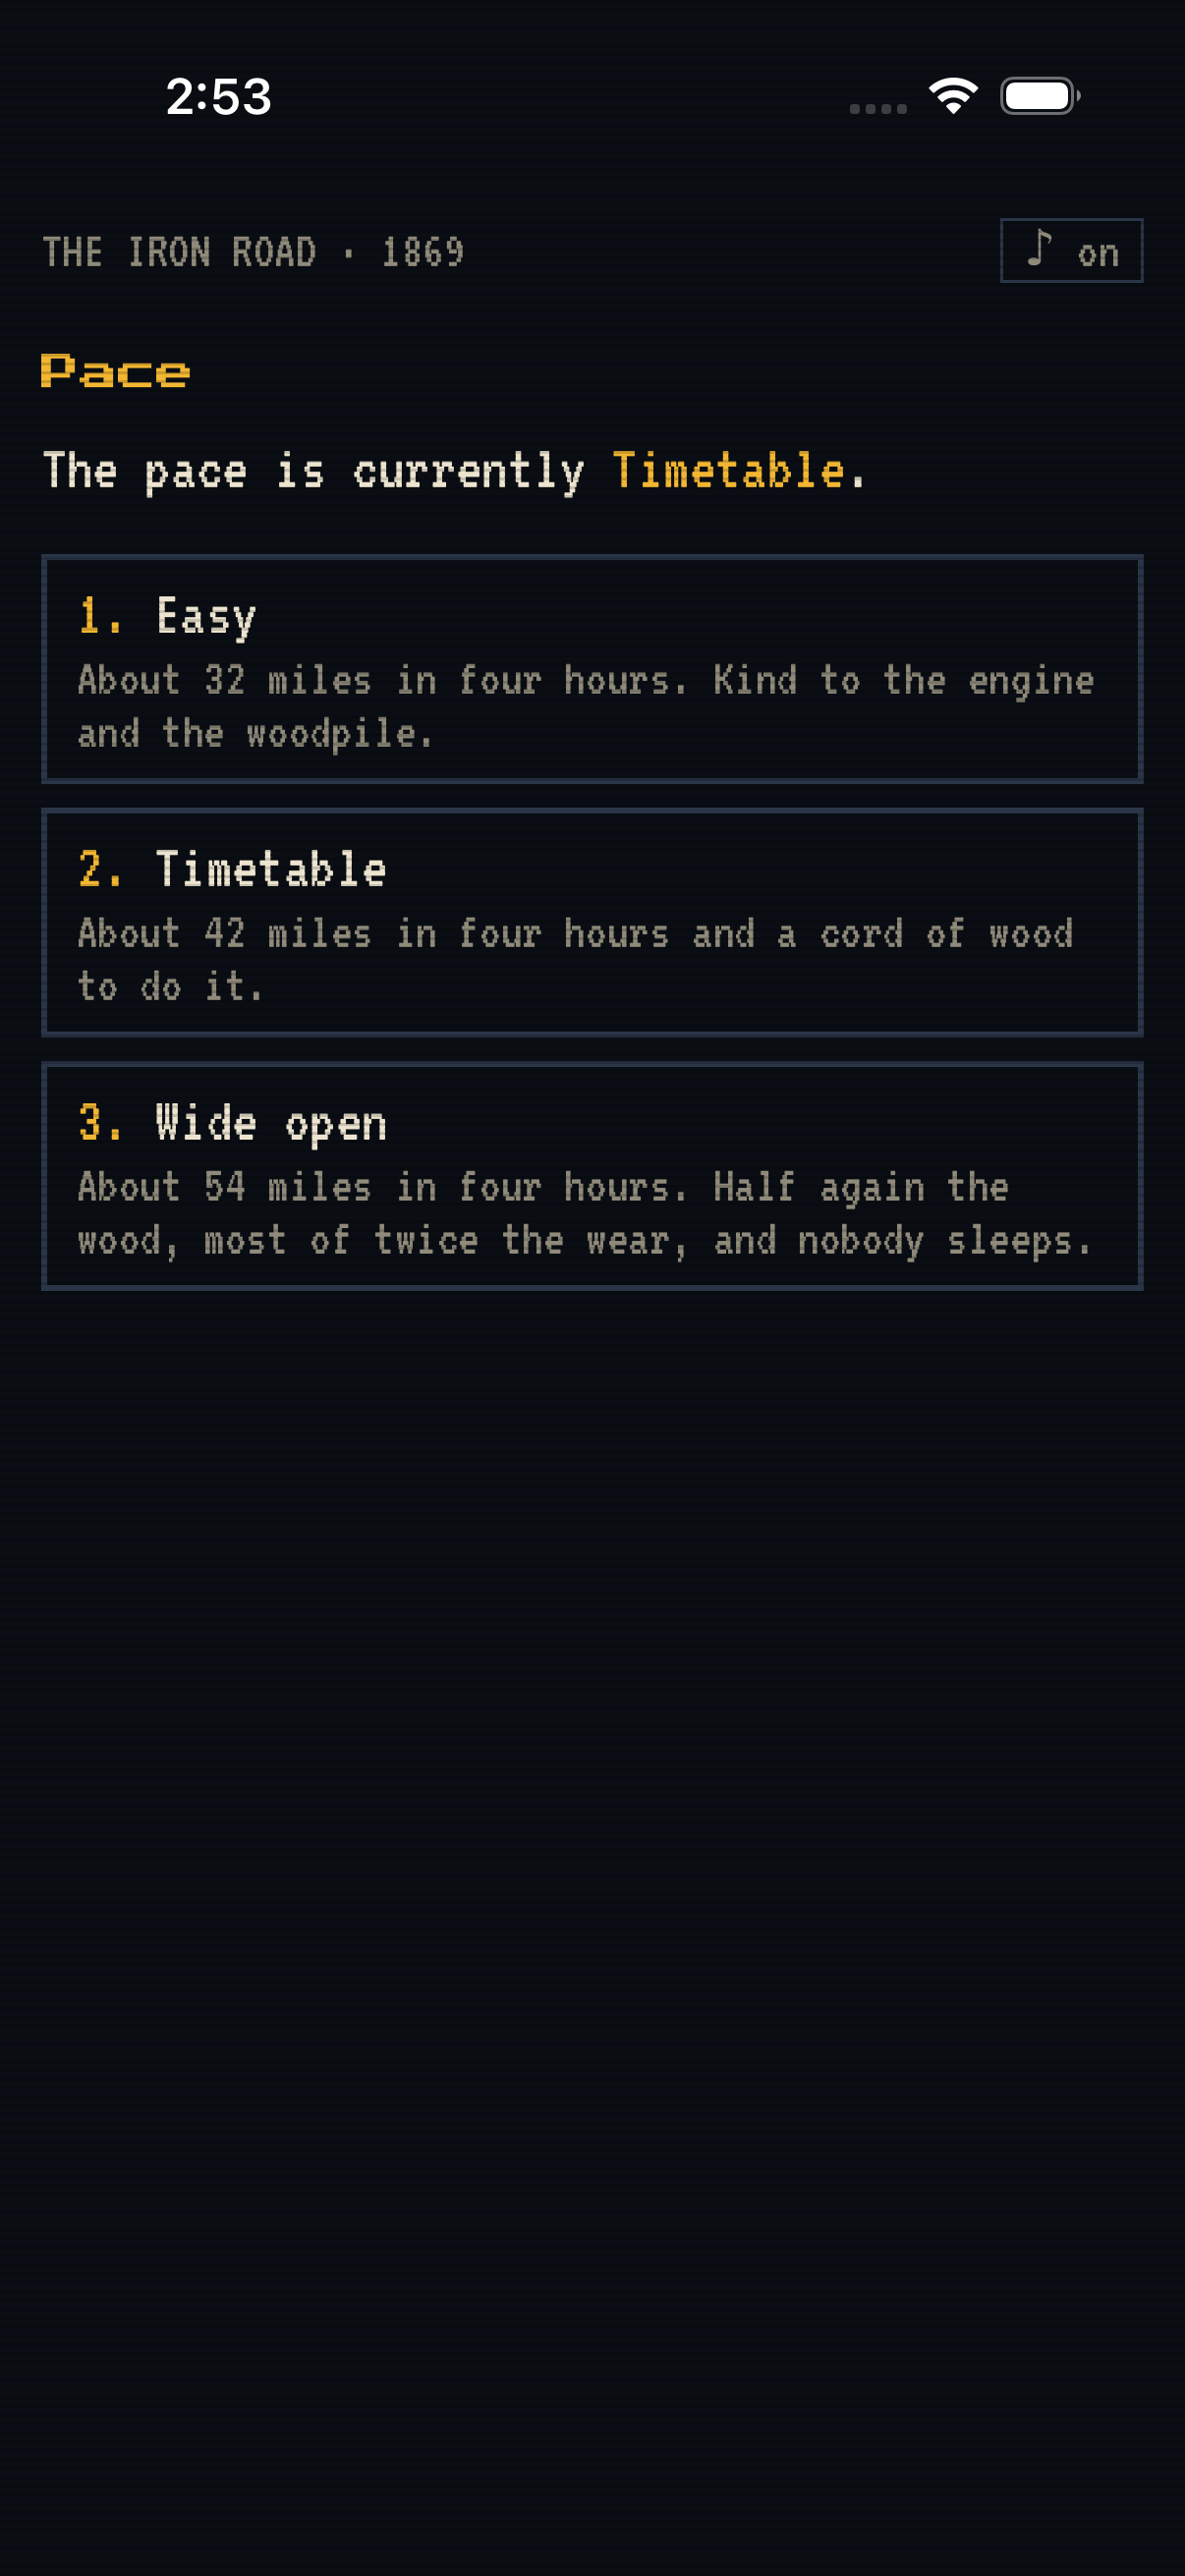 2:53
THE IRON ROAD · 1869
♪ on
Pace
The pace is currently Timetable.
1. Easy
About 32 miles in four hours. Kind to the engine
and the woodpile.
2. Timetable
About 42 miles in four hours and a cord of wood
to do it.
3. Wide open
About 54 miles in four hours. Half again the
wood, most of twice the wear, and nobody sleeps.